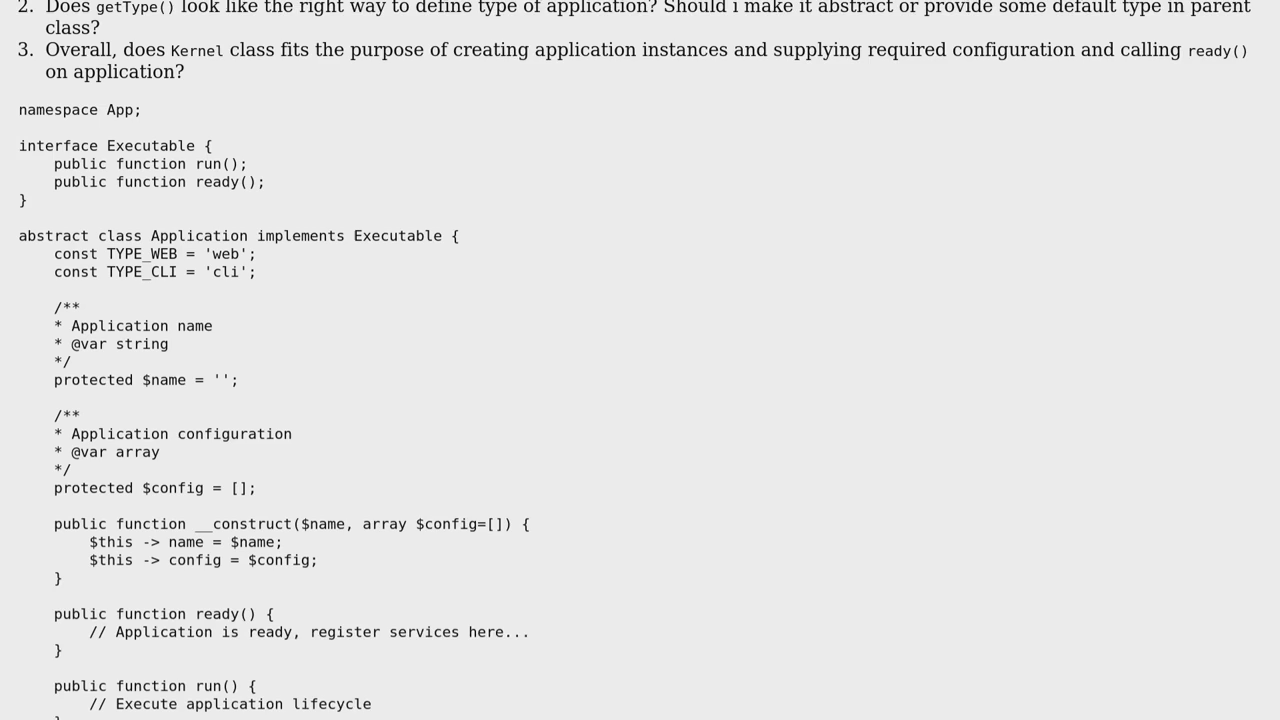 2. Does getType() look like the right way to define type of application? Should i make it abstract or provide some default type in parent
class?
3. Overall, does Kernel class fits the purpose of creating application instances and supplying required configuration and calling ready()
on application?
namespace App;
interface Executable {
    public function run();
    public function ready();
}
abstract class Application implements Executable {
    const TYPE_WEB = 'web';
    const TYPE_CLI = 'cli';
    /**
    * Application name
    * @var string
    */
    protected $name = '';
    /**
    * Application configuration
    * @var array
    */
    protected $config = [];
    public function __construct($name, array $config=[]) {
        $this -> name = $name;
        $this -> config = $config;
    }
    public function ready() {
        // Application is ready, register services here...
    }
    public function run() {
        // Execute application lifecycle
    }